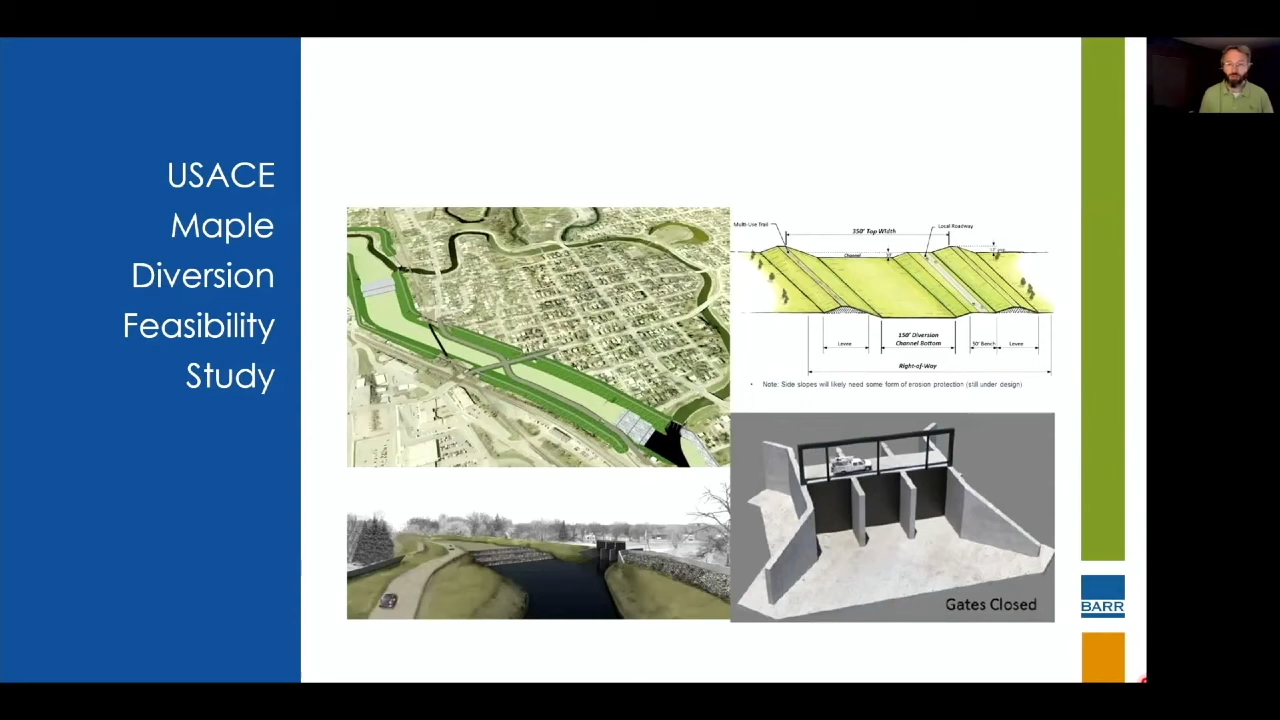 USACE
Maple
Diversion
Feasibility
Study
Multi-Use Trail
350' Top Width
Local Roadway
Channel
Levee
150' Diversion
Channel Bottom
50' Bench
Levee
Right-of-Way
• Note: Side slopes will likely need some form of erosion protection (still under design)
Gates Closed
BARR